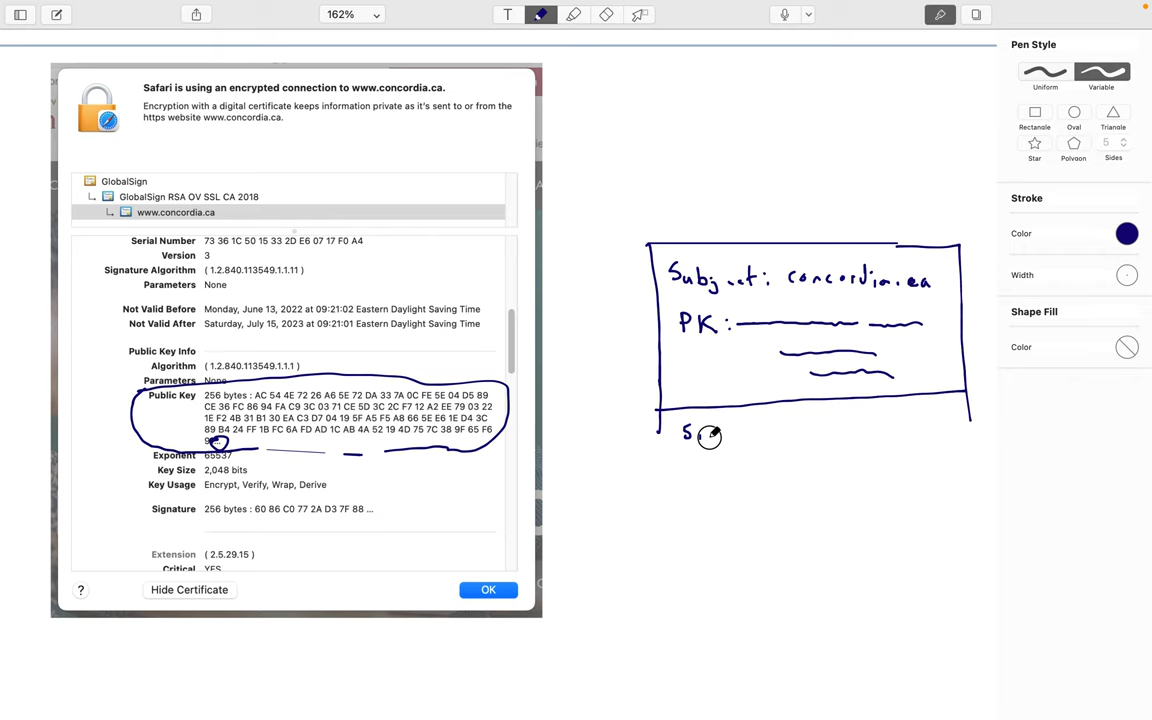 162%
T
Safari is using an encrypted connection to www.concordia.ca.
Encryption with a digital certificate keeps information private as it's sent to or from the
https website www.concordia.ca.
GlobalSign
GlobalSign RSA OV SSL CA 2018
www.concordia.ca
Serial Number 73 36 1C 50 15 33 2D E6 07 17 F0 A4
Version 3
Signature Algorithm ( 1.2.840.113549.1.1.11 )
Parameters None
Not Valid Before Monday, June 13, 2022 at 09:21:02 Eastern Daylight Saving Time
Not Valid After Saturday, July 15, 2023 at 09:21:01 Eastern Daylight Saving Time
Public Key Info
Algorithm ( 1.2.840.113549.1.1.1 )
Parameters None
Public Key 256 bytes : AC 54 4E 72 26 A6 5E 72 DA 33 7A 0C FE 5E 04 D5 89
CE 36 FC 86 94 FA C9 3C 03 71 CE 5D 3C 2C F7 12 A2 EE 79 03 22
1E F2 4B 31 B1 30 EA C3 D7 04 19 5F A5 F5 A8 66 5E E6 1E D4 3C
89 B4 24 FF 1B FC 6A FD AD 1C AB 4A 52 19 4D 75 7C 38 9F 65 F6
Exponent 65537
Key Size 2,048 bits
Key Usage Encrypt, Verify, Wrap, Derive
Signature 256 bytes : 60 86 C0 77 2A D3 7F 88 ...
Extension ( 2.5.29.15 )
Critical YES
? Hide Certificate OK
Subject: concordia.ca
PK:
Pen Style
Uniform Variable
Rectangle Oval Triangle
5
Star Polygon Sides
Stroke
Color
Width
Shape Fill
Color